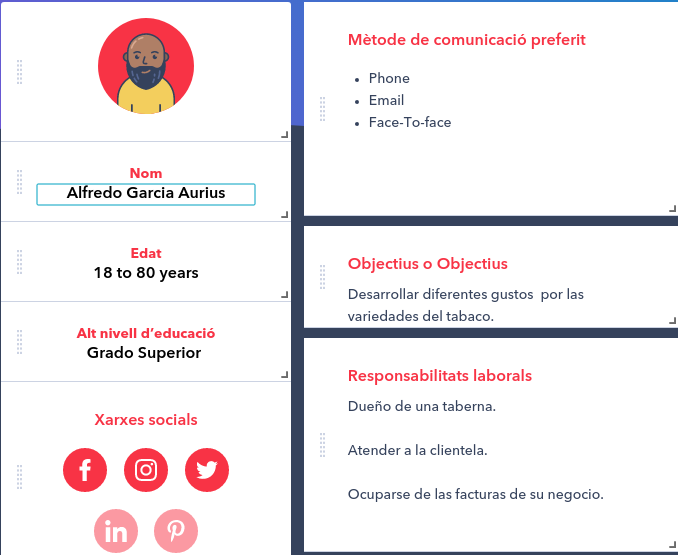 Nom
Alfredo Garcia Aurius
Edat
18 to 80 years
Alt nivell d’educació
Grado Superior
Xarxes socials
Mètode de comunicació preferit
• Phone
• Email
• Face-To-face
Objectius o Objectius
Desarrollar diferentes gustos  por las
variedades del tabaco.
Responsabilitats laborals
Dueño de una taberna.
Atender a la clientela.
Ocuparse de las facturas de su negocio.